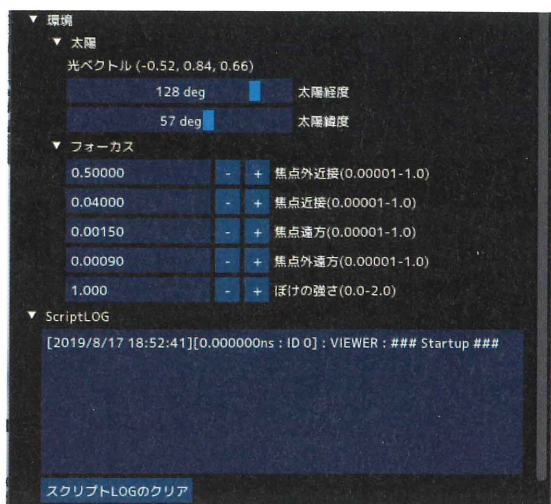 ▼ 環境
▼ 太陽
光ベクトル (-0.52, 0.84, 0.66)
128 deg 太陽経度
57 deg 太陽緯度
▼ フォーカス
0.50000 - + 焦点外近接(0.00001-1.0)
0.04000 - + 焦点近接(0.00001-1.0)
0.00150 - + 焦点遠方(0.00001-1.0)
0.00090 - + 焦点外遠方(0.00001-1.0)
1.000 - + ぼけの強さ(0.0-2.0)
▼ ScriptLOG
[2019/8/17 18:52:41][0.000000ns : ID 0] : VIEWER : ### Startup ###
スクリプトLOGのクリア